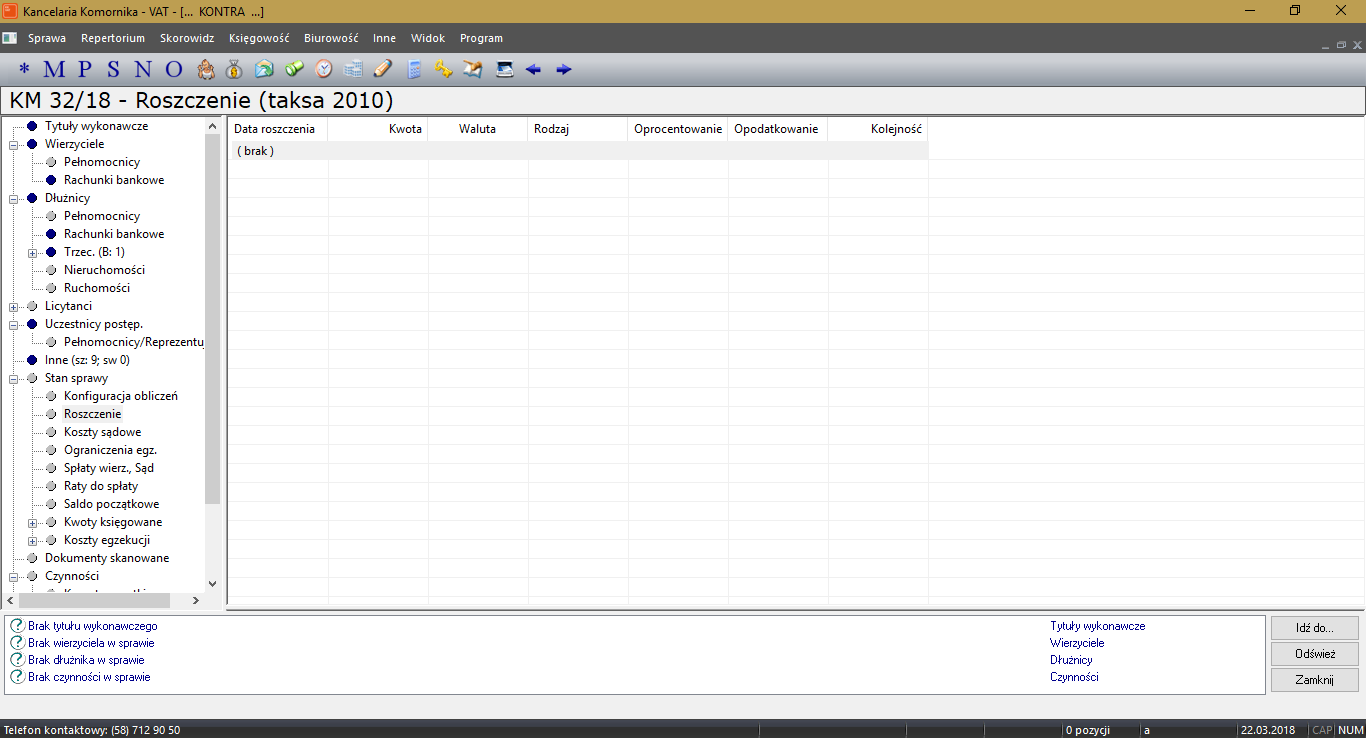 Kancelaria Komornika - VAT - [... KONTRA ...]
Sprawa Repertorium Skorowidz Księgowość Biurowość Inne Widok Program
* M P S N O
KM 32/18 - Roszczenie (taksa 2010)
Tytuły wykonawcze
Wierzyciele
Pełnomocnicy
Rachunki bankowe
Dłużnicy
Pełnomocnicy
Rachunki bankowe
Trzec. (B: 1)
Nieruchomości
Ruchomości
Licytanci
Uczestnicy postęp.
Pełnomocnicy/Reprezentuj
Inne (sz: 9; sw 0)
Stan sprawy
Konfiguracja obliczeń
Roszczenie
Koszty sądowe
Ograniczenia egz.
Spłaty wierz., Sąd
Raty do spłaty
Saldo początkowe
Kwoty księgowane
Koszty egzekucji
Dokumenty skanowane
Czynności
Data roszczenia Kwota Waluta Rodzaj Oprocentowanie Opodatkowanie Kolejność
( brak )
Brak tytułu wykonawczego Tytuły wykonawcze
Brak wierzyciela w sprawie Wierzyciele
Brak dłużnika w sprawie Dłużnicy
Brak czynności w sprawie Czynności
Idź do...
Odśwież
Zamknij
Telefon kontaktowy: (58) 712 90 50 0 pozycji a 22.03.2018 CAP NUM